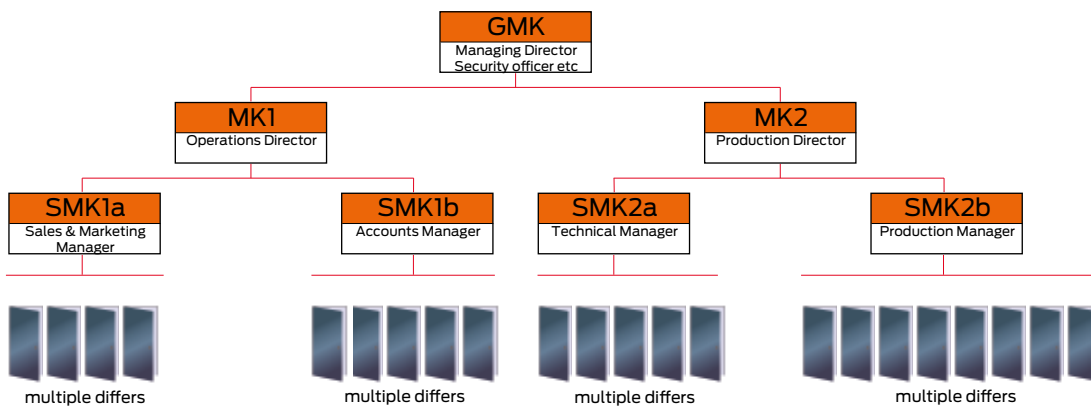 GMK
Managing Director
Security officer etc
MK1
Operations Director
MK2
Production Director
SMK1a
Sales & Marketing
Manager
SMK1b
Accounts Manager
SMK2a
Technical Manager
SMK2b
Production Manager
multiple differs
multiple differs
multiple differs
multiple differs